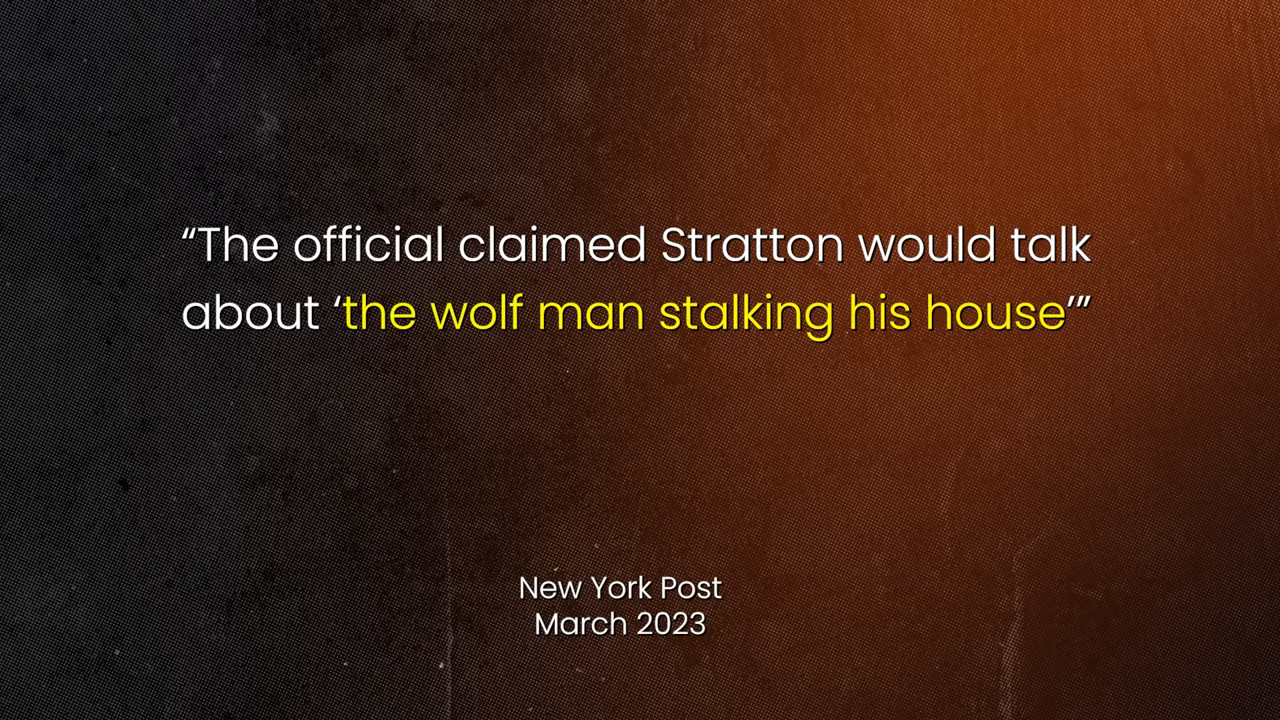 “The official claimed Stratton would talk
about ‘the wolf man stalking his house’”
New York Post
March 2023